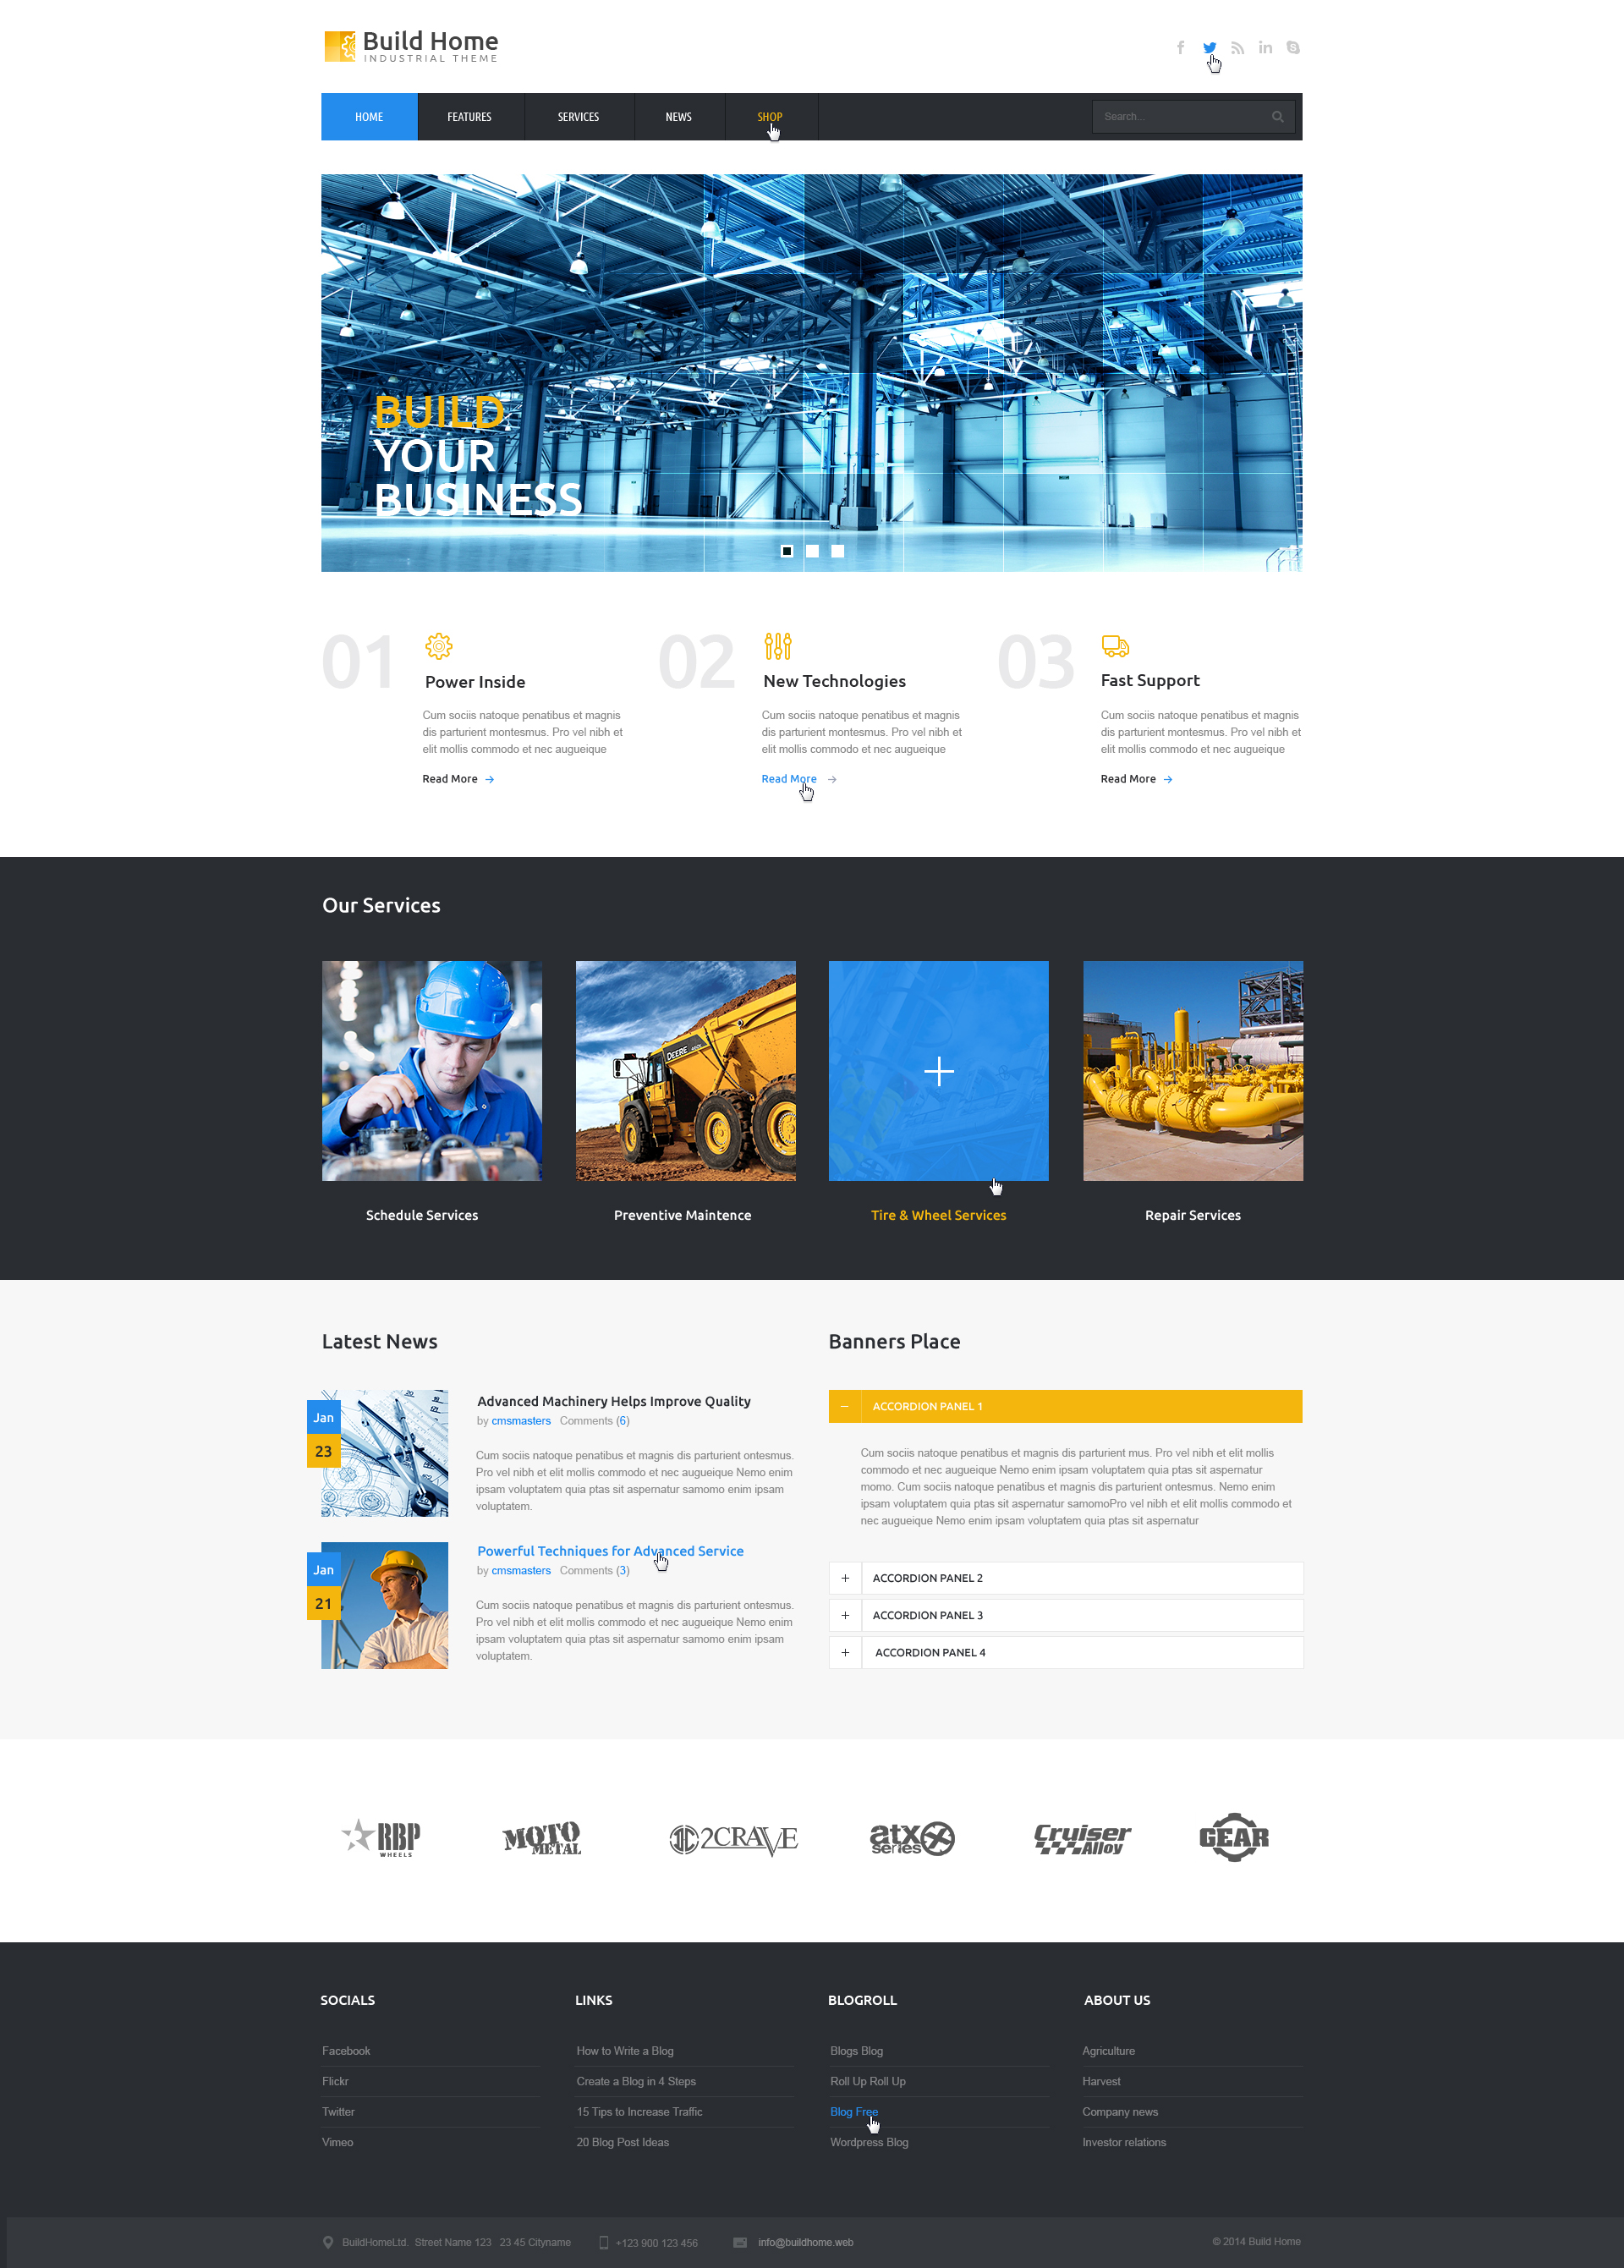 Build Home
INDUSTRIAL THEME
HOME
FEATURES
SERVICES
NEWS
SHOP
Search...
BUILD
YOUR
BUSINESS
01
Power Inside
Cum sociis natoque penatibus et magnis
dis parturient montesmus. Pro vel nibh et
elit mollis commodo et nec augueique
Read More
02
New Technologies
Cum sociis natoque penatibus et magnis
dis parturient montesmus. Pro vel nibh et
elit mollis commodo et nec augueique
Read More
03
Fast Support
Cum sociis natoque penatibus et magnis
dis parturient montesmus. Pro vel nibh et
elit mollis commodo et nec augueique
Read More
Our Services
DEERE
Schedule Services
Preventive Maintence
Tire & Wheel Services
Repair Services
Latest News
Jan
23
Advanced Machinery Helps Improve Quality
by cmsmasters Comments (6)
Cum sociis natoque penatibus et magnis dis parturient ontesmus.
Pro vel nibh et elit mollis commodo et nec augueique Nemo enim
ipsam voluptatem quia ptas sit aspernatur samomo enim ipsam
voluptatem.
Jan
21
Powerful Techniques for Advanced Service
by cmsmasters Comments (3)
Cum sociis natoque penatibus et magnis dis parturient ontesmus.
Pro vel nibh et elit mollis commodo et nec augueique Nemo enim
ipsam voluptatem quia ptas sit aspernatur samomo enim ipsam
voluptatem.
Banners Place
ACCORDION PANEL 1
Cum sociis natoque penatibus et magnis dis parturient mus. Pro vel nibh et elit mollis
commodo et nec augueique Nemo enim ipsam voluptatem quia ptas sit aspernatur
momo. Cum sociis natoque penatibus et magnis dis parturient ontesmus. Nemo enim
ipsam voluptatem quia ptas sit aspernatur samomoPro vel nibh et elit mollis commodo et
nec augueique Nemo enim ipsam voluptatem quia ptas sit aspernatur
ACCORDION PANEL 2
ACCORDION PANEL 3
ACCORDION PANEL 4
RBP
WHEELS
MOTO
METAL
2CRAVE
atx
series
Cruiser
Alloy
GEAR
SOCIALS
Facebook
Flickr
Twitter
Vimeo
LINKS
How to Write a Blog
Create a Blog in 4 Steps
15 Tips to Increase Traffic
20 Blog Post Ideas
BLOGROLL
Blogs Blog
Roll Up Roll Up
Blog Free
Wordpress Blog
ABOUT US
Agriculture
Harvest
Company news
Investor relations
BuildHomeLtd. Street Name 123 23 45 Cityname
+123 900 123 456
info@buildhome.web
© 2014 Build Home